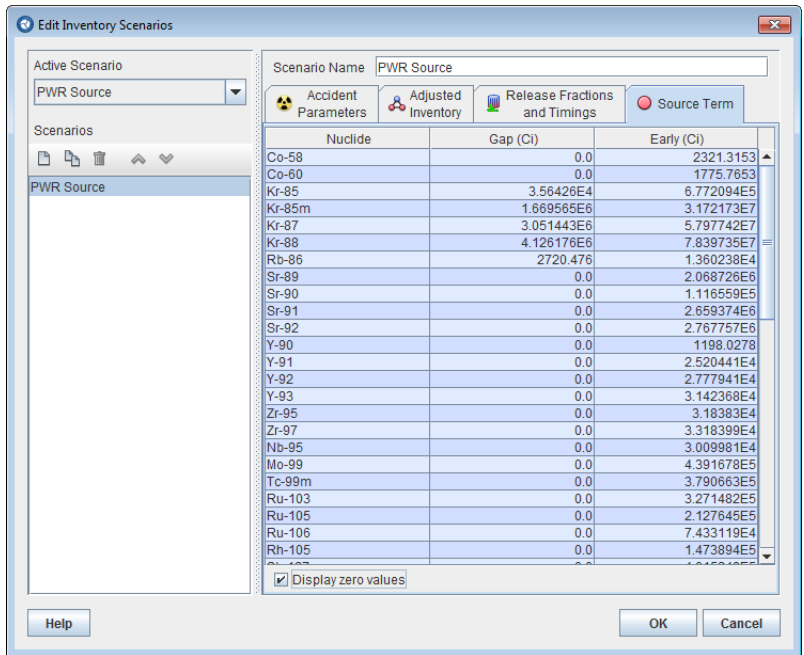 Edit Inventory Scenarios
Active Scenario
PWR Source
Scenarios
PWR Source
Scenario Name PWR Source
Accident Parameters
Adjusted Inventory
Release Fractions and Timings
Source Term
Nuclide Gap (Ci) Early (Ci)
Co-58 0.0 2321.3153
Co-60 0.0 1775.7653
Kr-85 3.56426E4 6.772094E5
Kr-85m 1.669565E6 3.172173E7
Kr-87 3.051443E6 5.797742E7
Kr-88 4.126176E6 7.839735E7
Rb-86 2720.476 1.360238E4
Sr-89 0.0 2.068726E6
Sr-90 0.0 1.116559E5
Sr-91 0.0 2.659374E6
Sr-92 0.0 2.767757E6
Y-90 0.0 1198.0278
Y-91 0.0 2.520441E4
Y-92 0.0 2.777941E4
Y-93 0.0 3.142368E4
Zr-95 0.0 3.18383E4
Zr-97 0.0 3.318399E4
Nb-95 0.0 3.009981E4
Mo-99 0.0 4.391678E5
Tc-99m 0.0 3.790663E5
Ru-103 0.0 3.271482E5
Ru-105 0.0 2.127645E5
Ru-106 0.0 7.433119E4
Rh-105 0.0 1.473894E5
Display zero values
Help OK Cancel